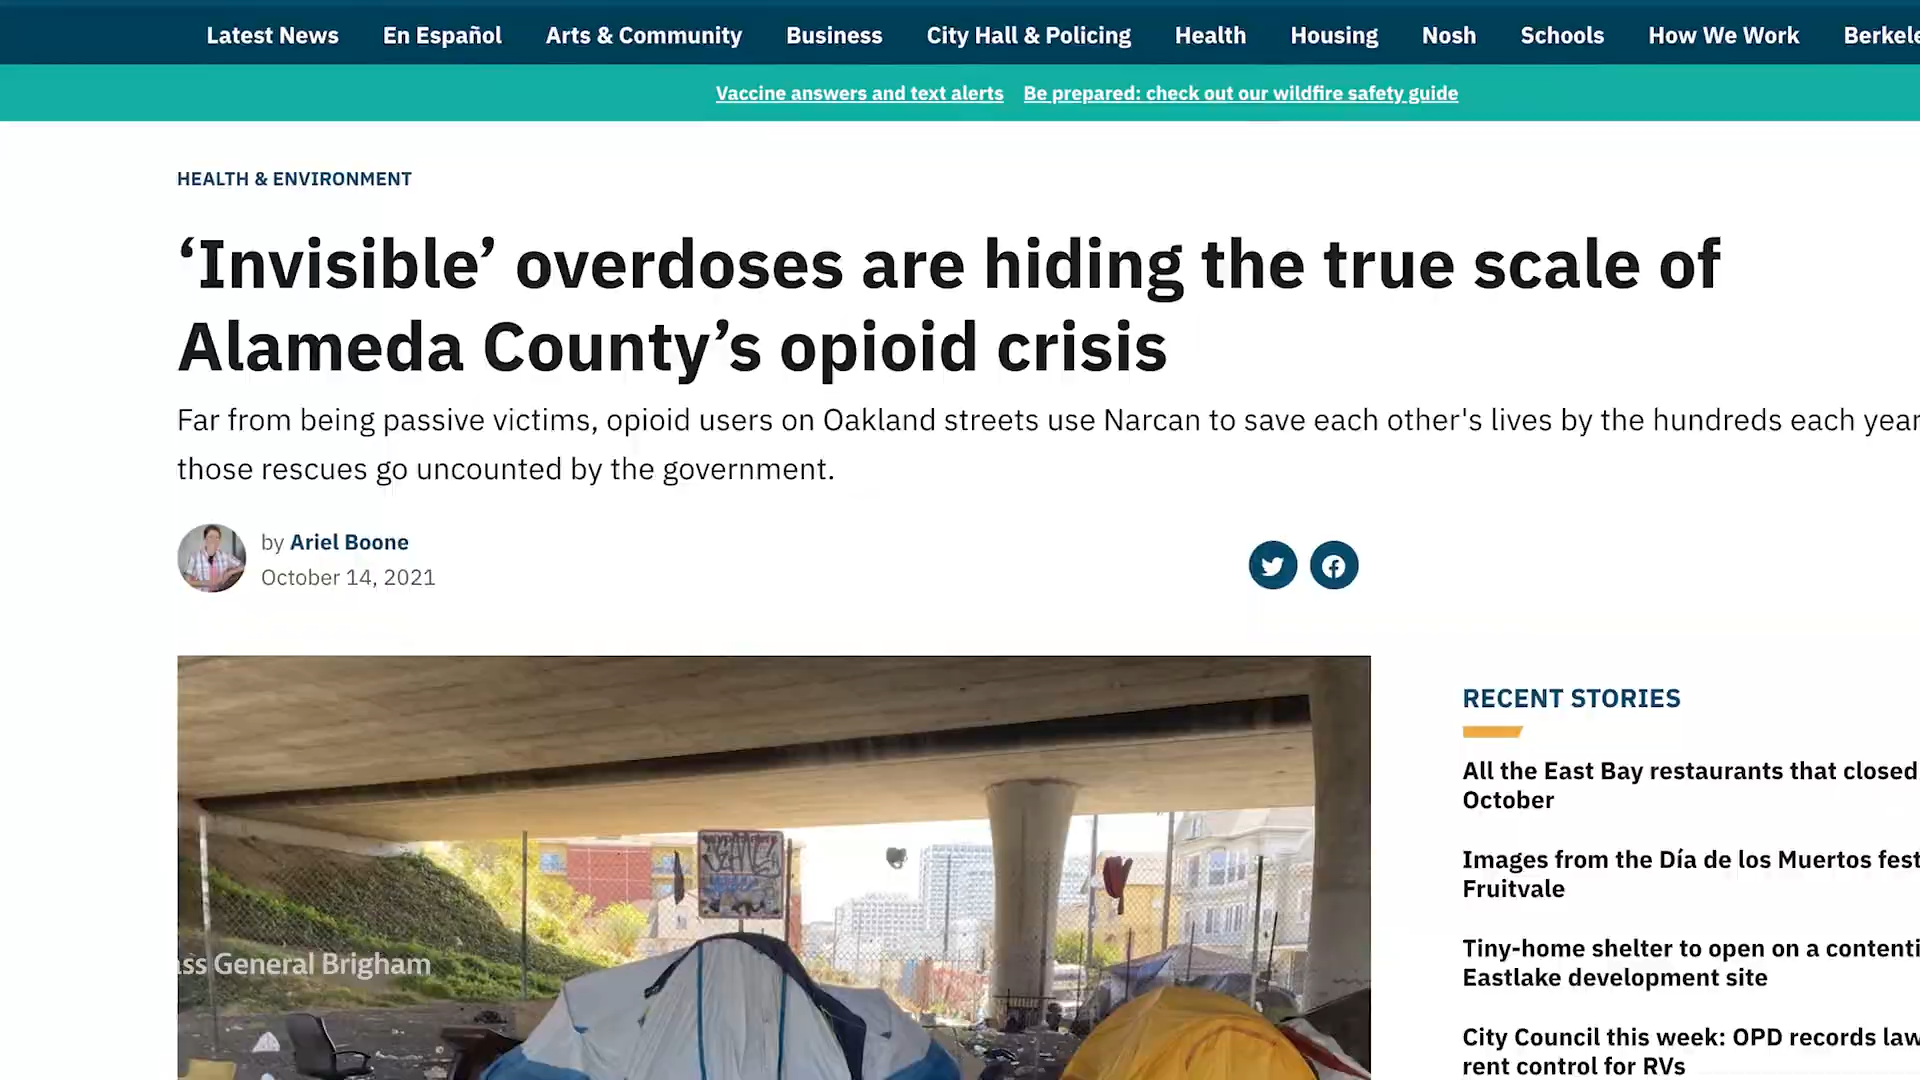 Latest News En Español Arts & Community Business City Hall & Policing Health Housing Nosh Schools How We Work
Vaccine answers and text alerts Be prepared: check out our wildfire safety guide
HEALTH & ENVIRONMENT
‘Invisible’ overdoses are hiding the true scale of
Alameda County’s opioid crisis
Far from being passive victims, opioid users on Oakland streets use Narcan to save each other's lives by the hundreds each year
those rescues go uncounted by the government.
by Ariel Boone
October 14, 2021
RECENT STORIES
All the East Bay restaurants that closed
October
Images from the Día de los Muertos
Fruitvale
Tiny-home shelter to open on a
Eastlake development site
City Council this week: OPD records law
rent control for RVs
General Brigham